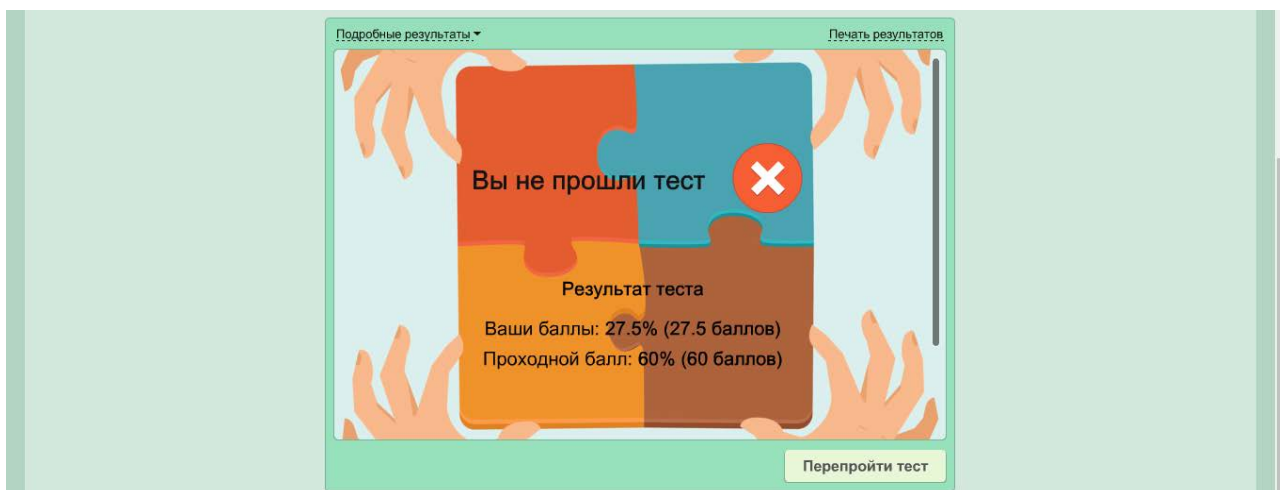 Подробные результаты
Печать результатов
Вы не прошли тест
Результат теста
Ваши баллы: 27.5% (27.5 баллов)
Проходной балл: 60% (60 баллов)
Перепройти тест